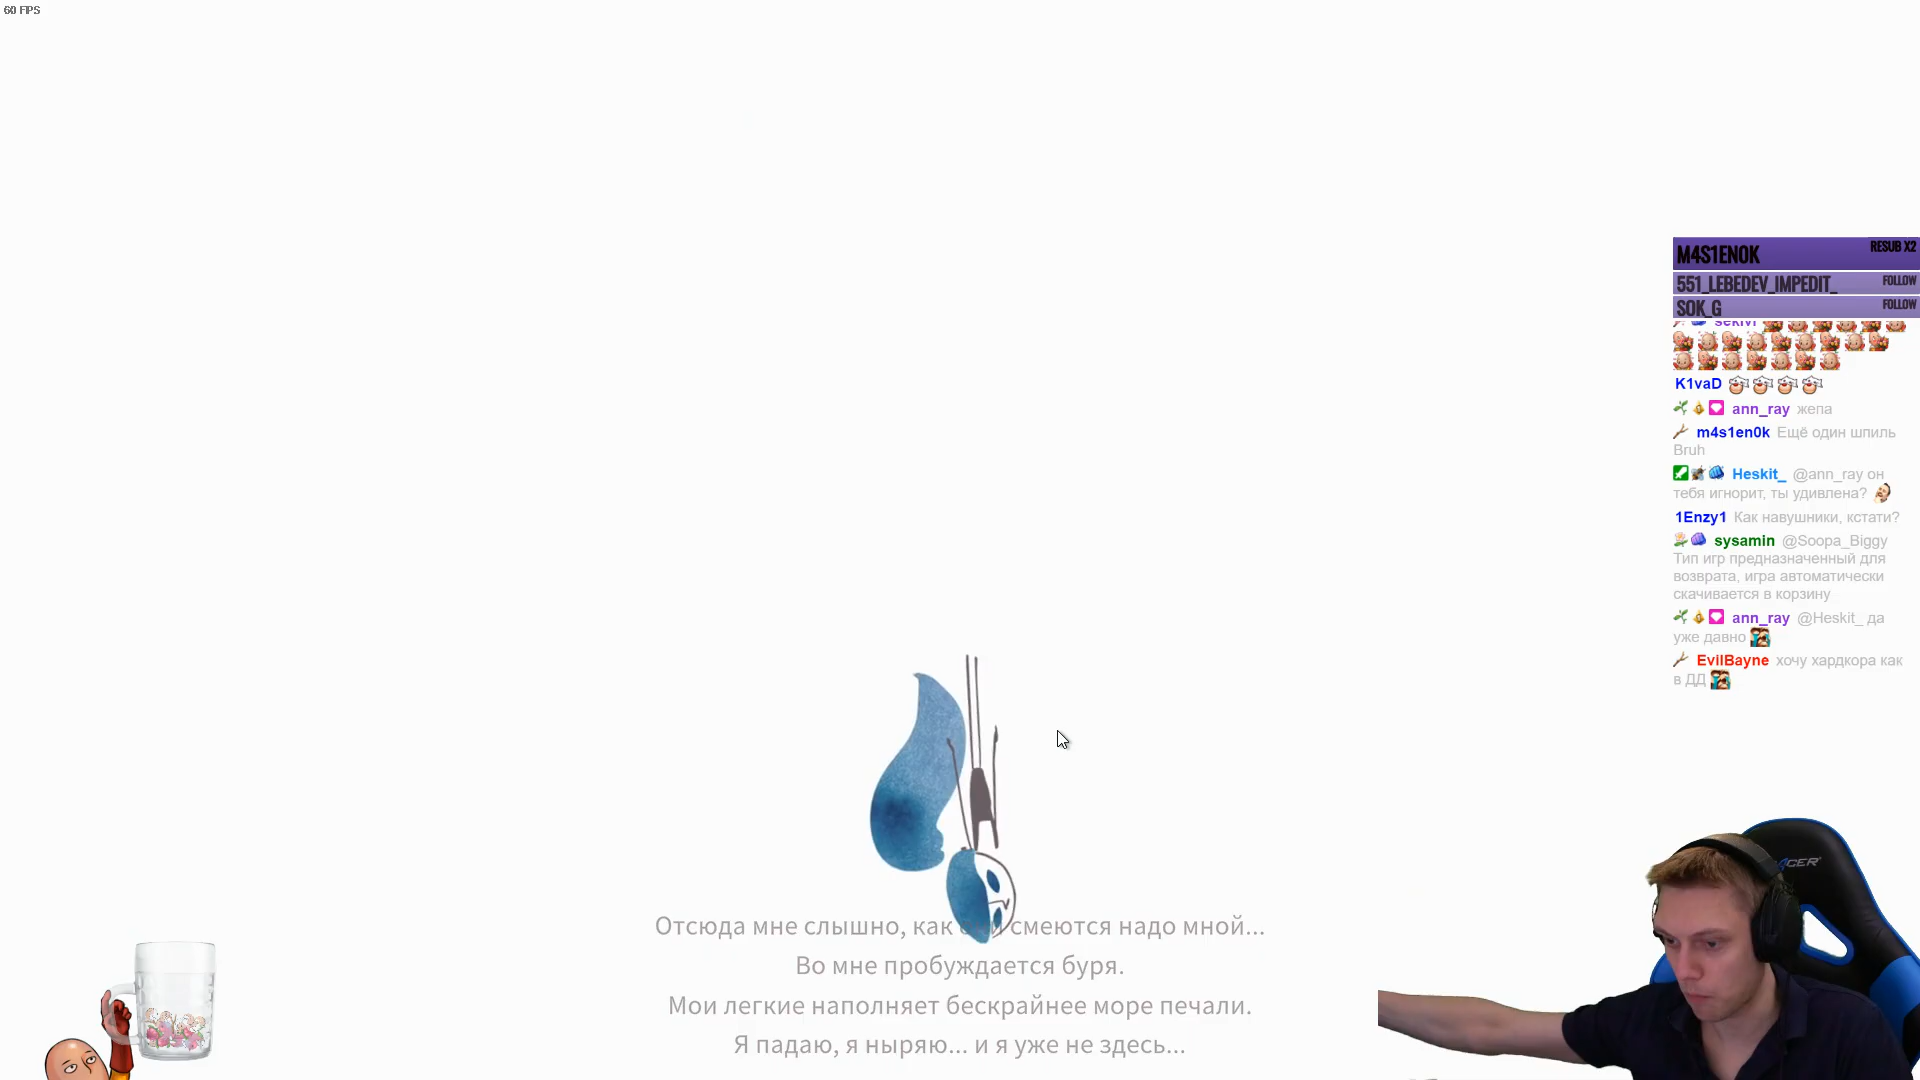 60 FPS
M4S1EN0K RESUB X2
551_LEBEDEV_IMPEDIT_ FOLLOW
SOK_G FOLLOW
sekivi
K1vaD
ann_ray жепа
m4s1en0k Ещё один шпиль
Bruh
Heskit_ @ann_ray он
тебя игнорит, ты удивлена?
1Enzy1 Как навушники, кстати?
sysamin @Soopa_Biggy
Тип игр предназначенный для
возврата, игра автоматически
скачивается в корзину
ann_ray @Heskit_ да
уже давно
EvilBayne хочу хардкора как
в ДД
Отсюда мне слышно, как они смеются надо мной...
Во мне пробуждается буря.
Мои легкие наполняет бескрайнее море печали.
Я падаю, я ныряю... и я уже не здесь...